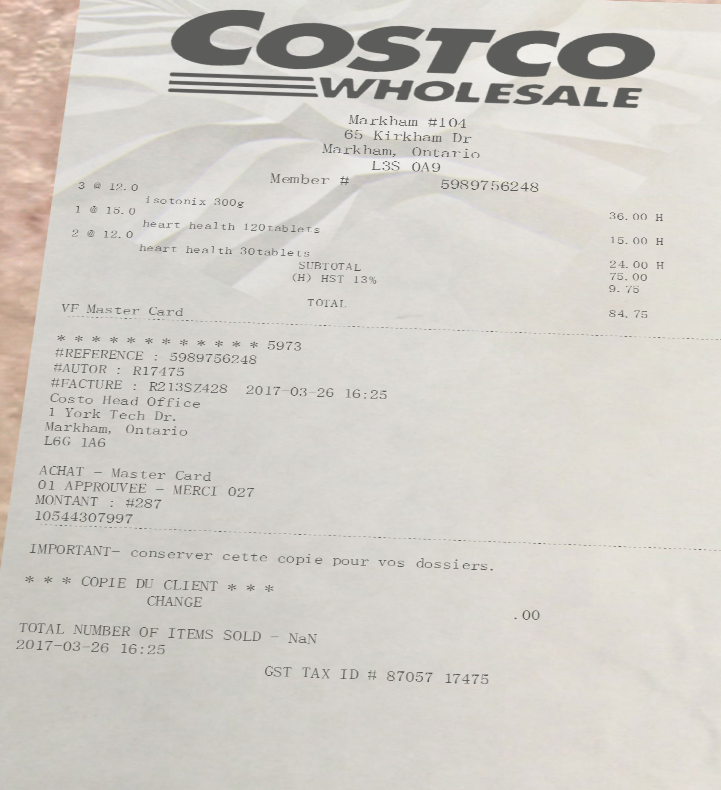 COSTCO
WHOLESALE
Markham #104
65 Kirkham Dr
Markham, Ontario
L3S 0A9
Member # 5989756248
3 @ 12.0
isotonix 300g 36.00 H
1 @ 15.0
heart health 120tablets 15.00 H
2 @ 12.0
heart health 30tablets 24.00 H
SUBTOTAL 75.00
(H) HST 13% 9.75
TOTAL 84.75
VF Master Card
* * * * * * * * * * * * 5973
#REFERENCE : 5989756248
#AUTOR : R17475
#FACTURE : R213SZ428 2017-03-26 16:25
Costo Head Office
1 York Tech Dr.
Markham, Ontario
L6G 1A6
ACHAT - Master Card
01 APPROUVEE - MERCI 027
MONTANT : #287
10544307997
IMPORTANT- conserver cette copie pour vos dossiers.
* * * COPIE DU CLIENT * * *
CHANGE .00
TOTAL NUMBER OF ITEMS SOLD - NaN
2017-03-26 16:25
GST TAX ID # 87057 17475